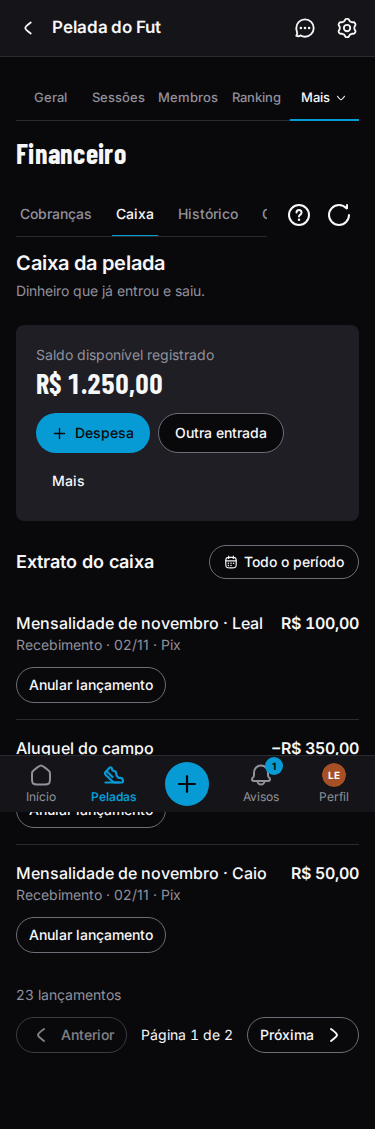 Pelada do Fut
Geral Sessões Membros Ranking Mais
Financeiro
Cobranças Caixa Histórico
Caixa da pelada
Dinheiro que já entrou e saiu.
Saldo disponível registrado
R$ 1.250,00
+ Despesa Outra entrada
Mais
Extrato do caixa Todo o período
Mensalidade de novembro · Leal R$ 100,00
Recebimento · 02/11 · Pix
Anular lançamento
Aluguel do campo −R$ 350,00
1
LE
Início Peladas Avisos Perfil
Anular lançamento
Mensalidade de novembro · Caio R$ 50,00
Recebimento · 02/11 · Pix
Anular lançamento
23 lançamentos
Anterior Página 1 de 2 Próxima